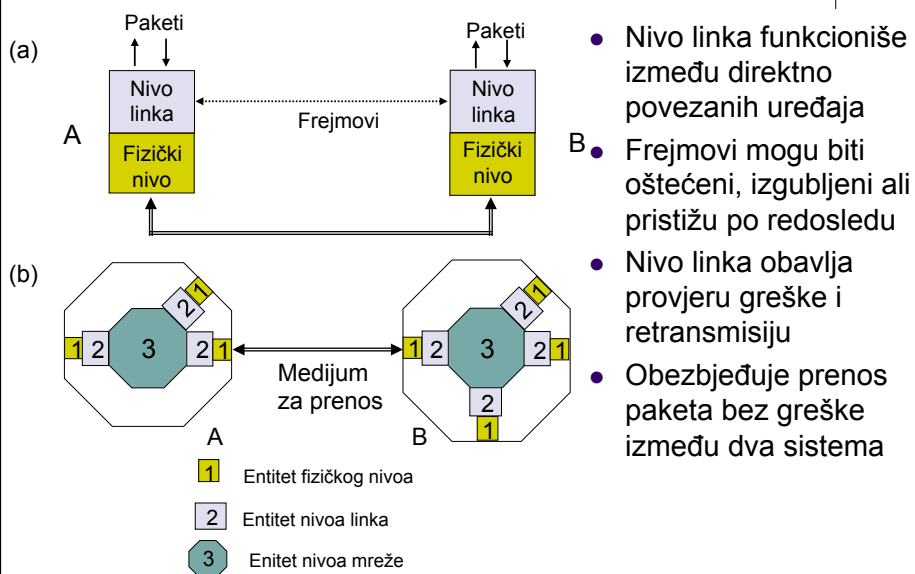 (a)
Paketi
Nivo
linka
Fizički
nivo
A
Frejmovi
Paketi
Nivo
linka
Fizički
nivo
B
(b)
1
2
3
2
1
2
1
A
Medijum
za prenos
1
2
3
2
1
2
1
2
1
B
1 Entitet fizičkog nivoa
2 Entitet nivoa linka
3 Enitet nivoa mreže
● Nivo linka funkcioniše
između direktno
povezanih uređaja
● Frejmovi mogu biti
oštećeni, izgubljeni ali
pristižu po redosledu
● Nivo linka obavlja
provjeru greške i
retransmisiju
● Obezbjeđuje prenos
paketa bez greške
između dva sistema